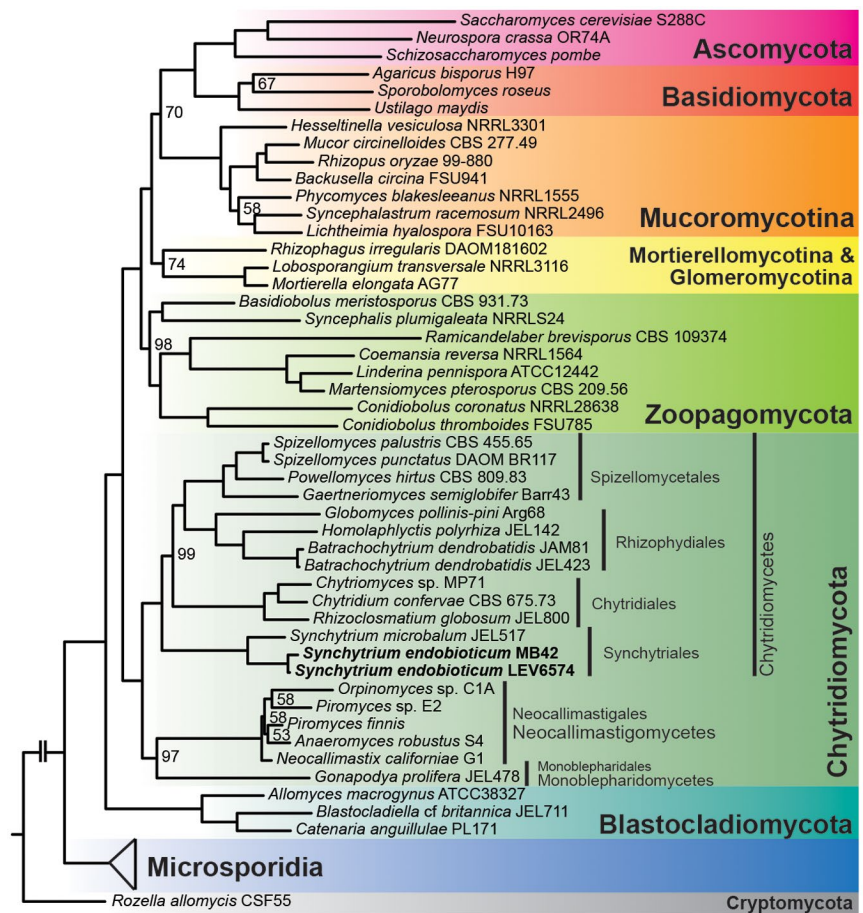 Saccharomyces cerevisiae S288C
Neurospora crassa OR74A
Schizosaccharomyces pombe
Ascomycota
Agaricus bisporus H97
67
Sporobolomyces roseus
Ustilago maydis
Basidiomycota
70
Hesseltinella vesiculosa NRRL3301
Mucor circinelloides CBS 277.49
Rhizopus oryzae 99-880
Backusella circina FSU941
Phycomyces blakesleeanus NRRL1555
58
Syncephalastrum racemosum NRRL2496
Lichtheimia hyalospora FSU10163
Mucoromycotina
Rhizophagus irregularis DAOM181602
74
Lobosporangium transversale NRRL3116
Mortierella elongata AG77
Mortierellomycotina &
Glomeromycotina
Basidiobolus meristosporus CBS 931.73
Syncephalis plumigaleata NRRLS24
98
Ramicandelaber brevisporus CBS 109374
Coemansia reversa NRRL1564
Linderina pennispora ATCC12442
Martensiomyces pterosporus CBS 209.56
Conidiobolus coronatus NRRL28638
Conidiobolus thromboides FSU785
Zoopagomycota
Spizellomyces palustris CBS 455.65
Spizellomyces punctatus DAOM BR117
Powellomyces hirtus CBS 809.83
Gaertneriomyces semiglobifer Barr43
Spizellomycetales
Globomyces pollinis-pini Arg68
Homolaphlyctis polyrhiza JEL142
Batrachochytrium dendrobatidis JAM81
Batrachochytrium dendrobatidis JEL423
Rhizophydiales
99
Chytriomyces sp. MP71
Chytridium confervae CBS 675.73
Rhizoclosmatium globosum JEL800
Chytridiales
Synchytrium microbalum JEL517
Synchytrium endobioticum MB42
Synchytrium endobioticum LEV6574
Synchytriales
Chytridiomycetes
Chytridiomycota
Orpinomyces sp. C1A
58
Piromyces sp. E2
58
Piromyces finnis
53
Anaeromyces robustus S4
Neocallimastix californiae G1
Neocallimastigales
Neocallimastigomycetes
97
Gonapodya prolifera JEL478
Monoblepharidales
Monoblepharidomycetes
Allomyces macrogynus ATCC38327
Blastocladiella cf britannica JEL711
Catenaria anguillulae PL171
Blastocladiomycota
Microsporidia
Rozella allomycis CSF55
Cryptomycota